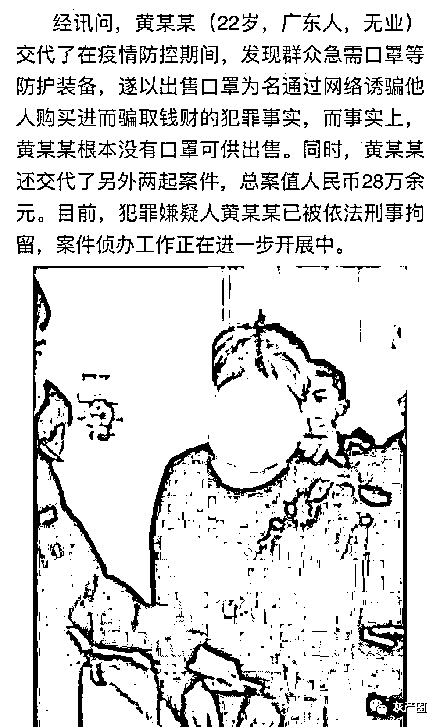 经讯问，黄某某（22岁，广东人，无业）
交代了在疫情防控期间，发现群众急需口罩等
防护装备，遂以出售口罩为名通过网络诱骗他
人购买进而骗取钱财的犯罪事实，而事实上，
黄某某根本没有口罩可供出售。同时，黄某某
还交代了另外两起案件，总案值人民币28万余
元。目前，犯罪嫌疑人黄某某已被依法刑事拘
留，案件侦办工作正在进一步开展中。
灰产圈